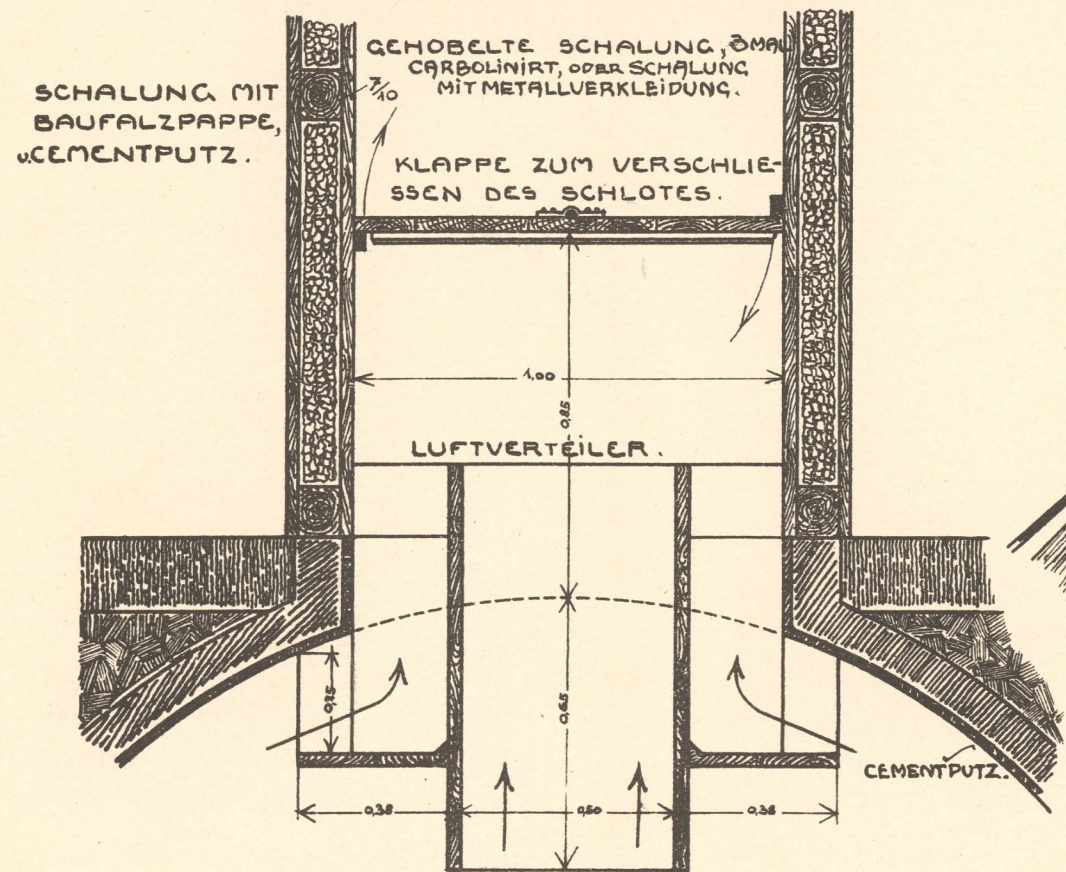 GEHOBELTE SCHALUNG, 3MAL
CARBOLINIRT, ODER SCHALUNG
MIT METALLVERKLEIDUNG.
SCHALUNG MIT
BAUFALZPAPPE,
u.CEMENTPUTZ.
7/10
KLAPPE ZUM VERSCHLIE-
SSEN DES SCHLOTES.
1,00
0,85
LUFTVERTEILER.
0,25
0,65
CEMENTPUTZ.
0,38
0,50
0,38